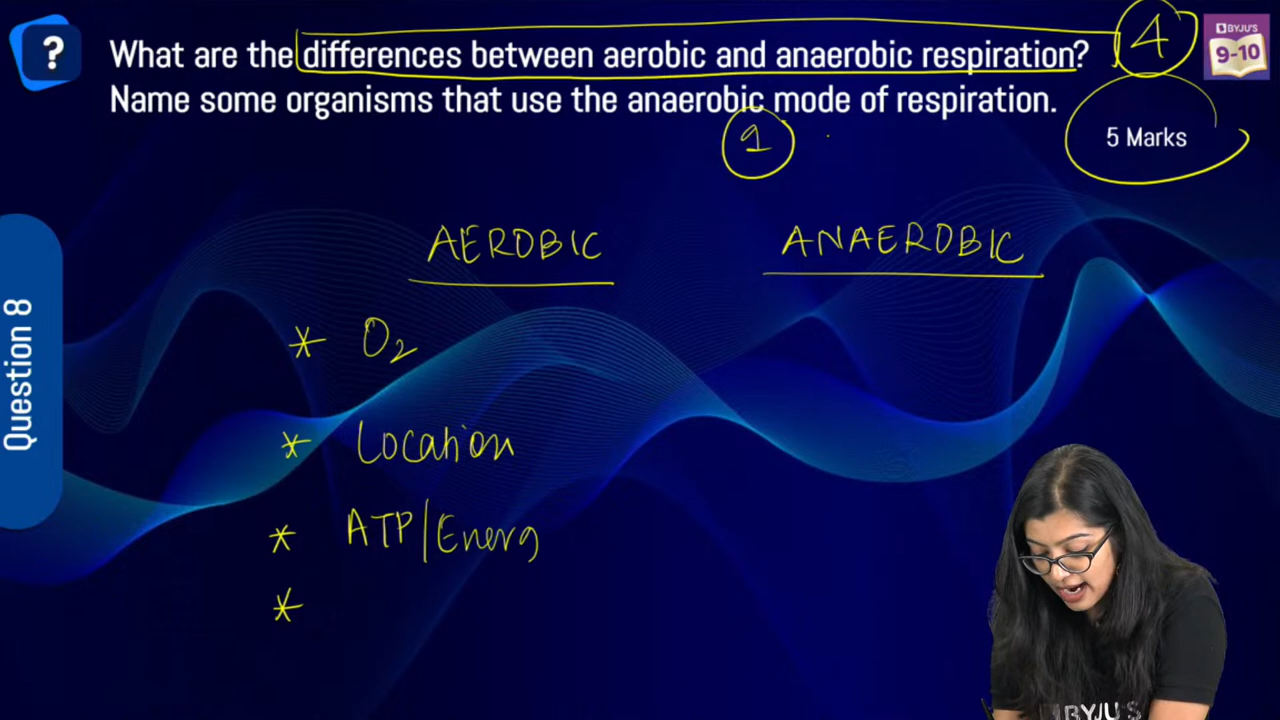 ?
What are the differences between aerobic and anaerobic respiration?
4
BYJU'S
9-10
Name some organisms that use the anaerobic mode of respiration.
1
5 Marks
Question 8
AEROBIC
ANAEROBIC
* O2
* Location
* ATP/Energ
*
BYJU'S